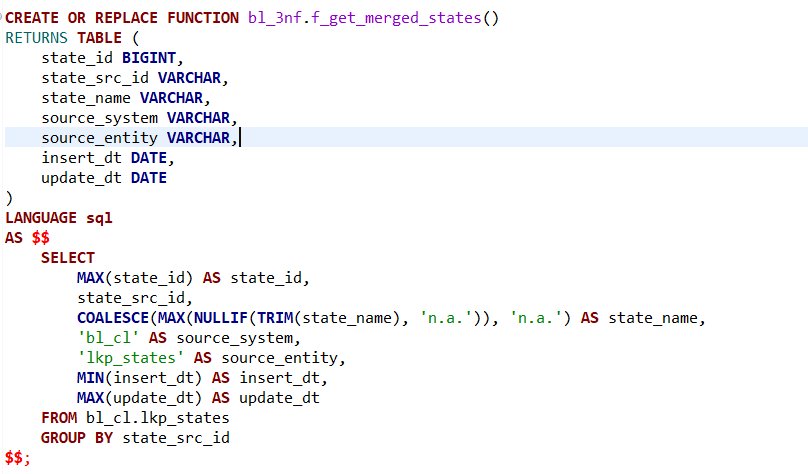 CREATE OR REPLACE FUNCTION bl_3nf.f_get_merged_states()
RETURNS TABLE (
    state_id BIGINT,
    state_src_id VARCHAR,
    state_name VARCHAR,
    source_system VARCHAR,
    source_entity VARCHAR,
    insert_dt DATE,
    update_dt DATE
)
LANGUAGE sql
AS $$
    SELECT
        MAX(state_id) AS state_id,
        state_src_id,
        COALESCE(MAX(NULLIF(TRIM(state_name), 'n.a.')), 'n.a.') AS state_name,
        'bl_cl' AS source_system,
        'lkp_states' AS source_entity,
        MIN(insert_dt) AS insert_dt,
        MAX(update_dt) AS update_dt
    FROM bl_cl.lkp_states
    GROUP BY state_src_id
$$;